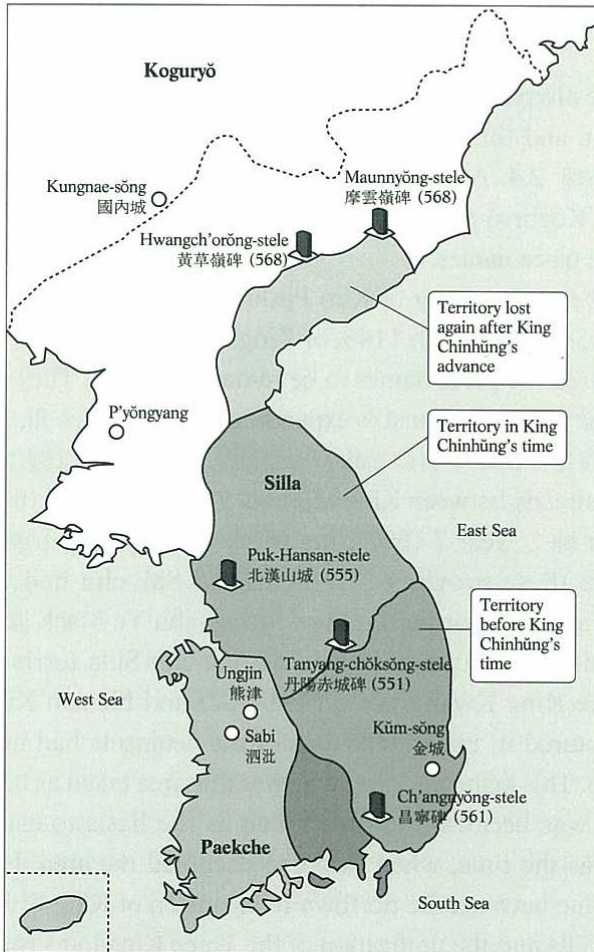 Koguryŏ
Kungnae-sŏng
國內城
Maunnyŏng-stele
摩雲嶺碑 (568)
Hwangch'orŏng-stele
黃草嶺碑 (568)
Territory lost
again after King
Chinhŭng's
advance
P'yŏngyang
Territory in King
Chinhŭng's time
Silla
East Sea
Puk-Hansan-stele
北漢山城 (555)
Territory
before King
Chinhŭng's
time
Tanyang-chŏksŏng-stele
丹陽赤城碑 (551)
Ungjin
熊津
West Sea
Sabi
泗沘
Kŭm-sŏng
金城
Ch'angnyŏng-stele
昌寧碑 (561)
Paekche
South Sea